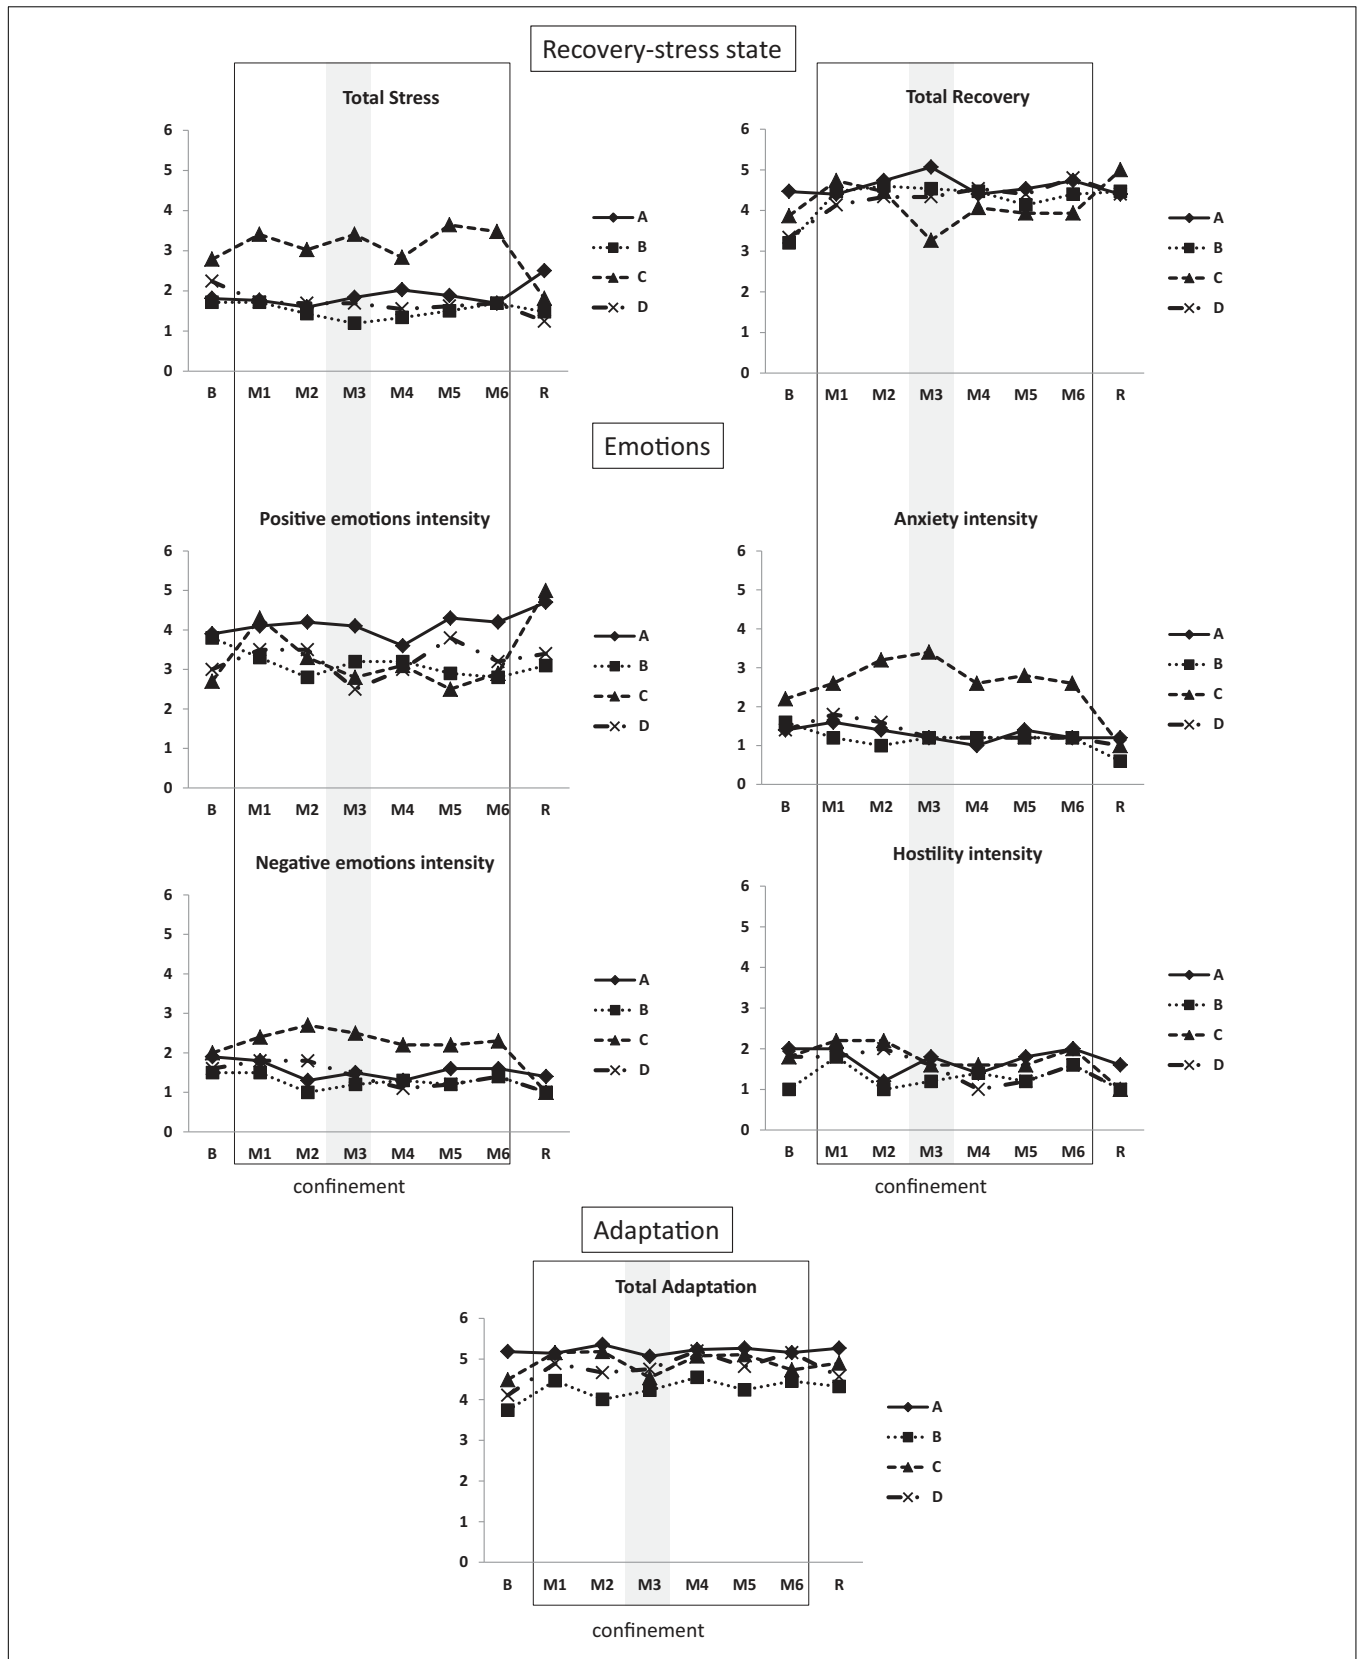 Recovery-stress state
Total Stress
6
5
4
3
2
1
0
B M1 M2 M3 M4 M5 M6 R
A
B
C
D
Total Recovery
6
5
4
3
2
1
0
B M1 M2 M3 M4 M5 M6 R
A
B
C
D
Emotions
Positive emotions intensity
6
5
4
3
2
1
0
B M1 M2 M3 M4 M5 M6 R
A
B
C
D
Anxiety intensity
6
5
4
3
2
1
0
B M1 M2 M3 M4 M5 M6 R
A
B
C
D
Negative emotions intensity
6
5
4
3
2
1
0
B M1 M2 M3 M4 M5 M6 R
A
B
C
D
confinement
Hostility intensity
6
5
4
3
2
1
0
B M1 M2 M3 M4 M5 M6 R
A
B
C
D
confinement
Adaptation
Total Adaptation
6
5
4
3
2
1
0
B M1 M2 M3 M4 M5 M6 R
A
B
C
D
confinement